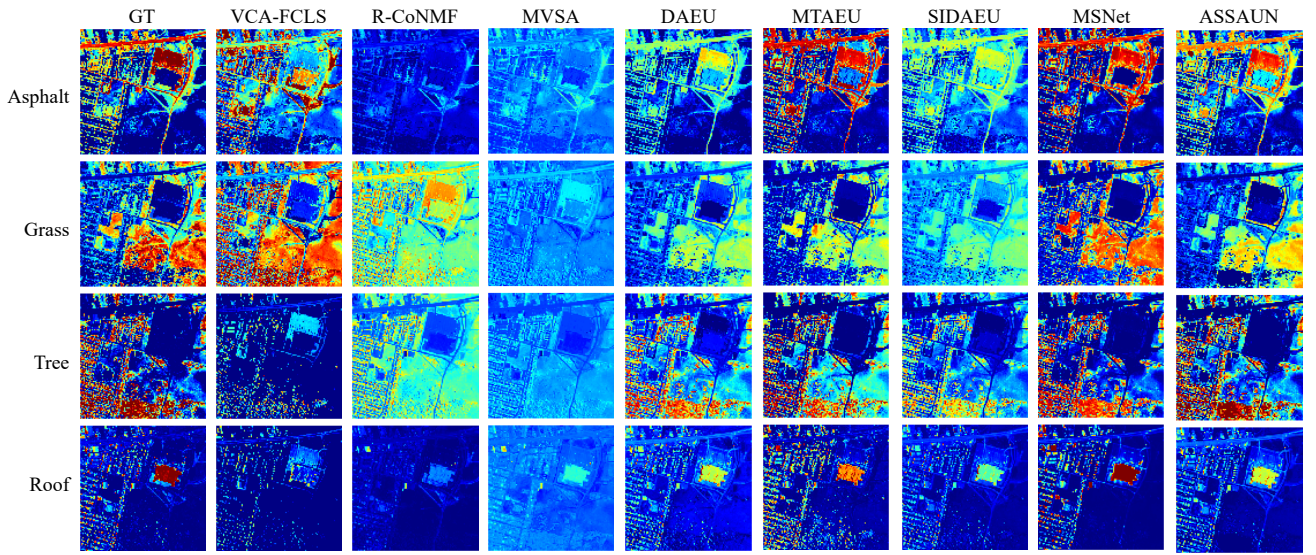 GT VCA-FCLS R-CoNMF MVSA DAEU MTAEU SIDAEU MSNet ASSAUN
Asphalt
Grass
Tree
Roof